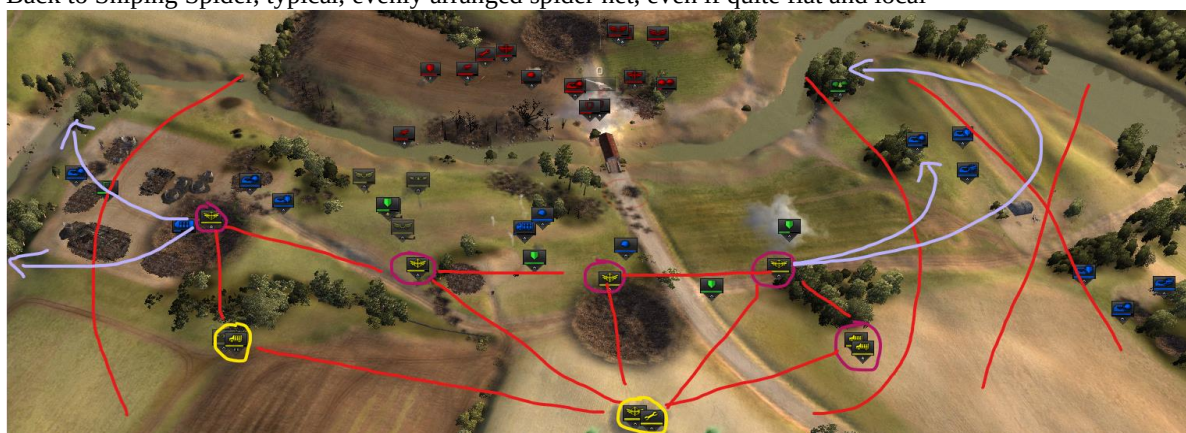 Back to Sniping Spider, typical, evenly arranged spider net, even if quite flat and local